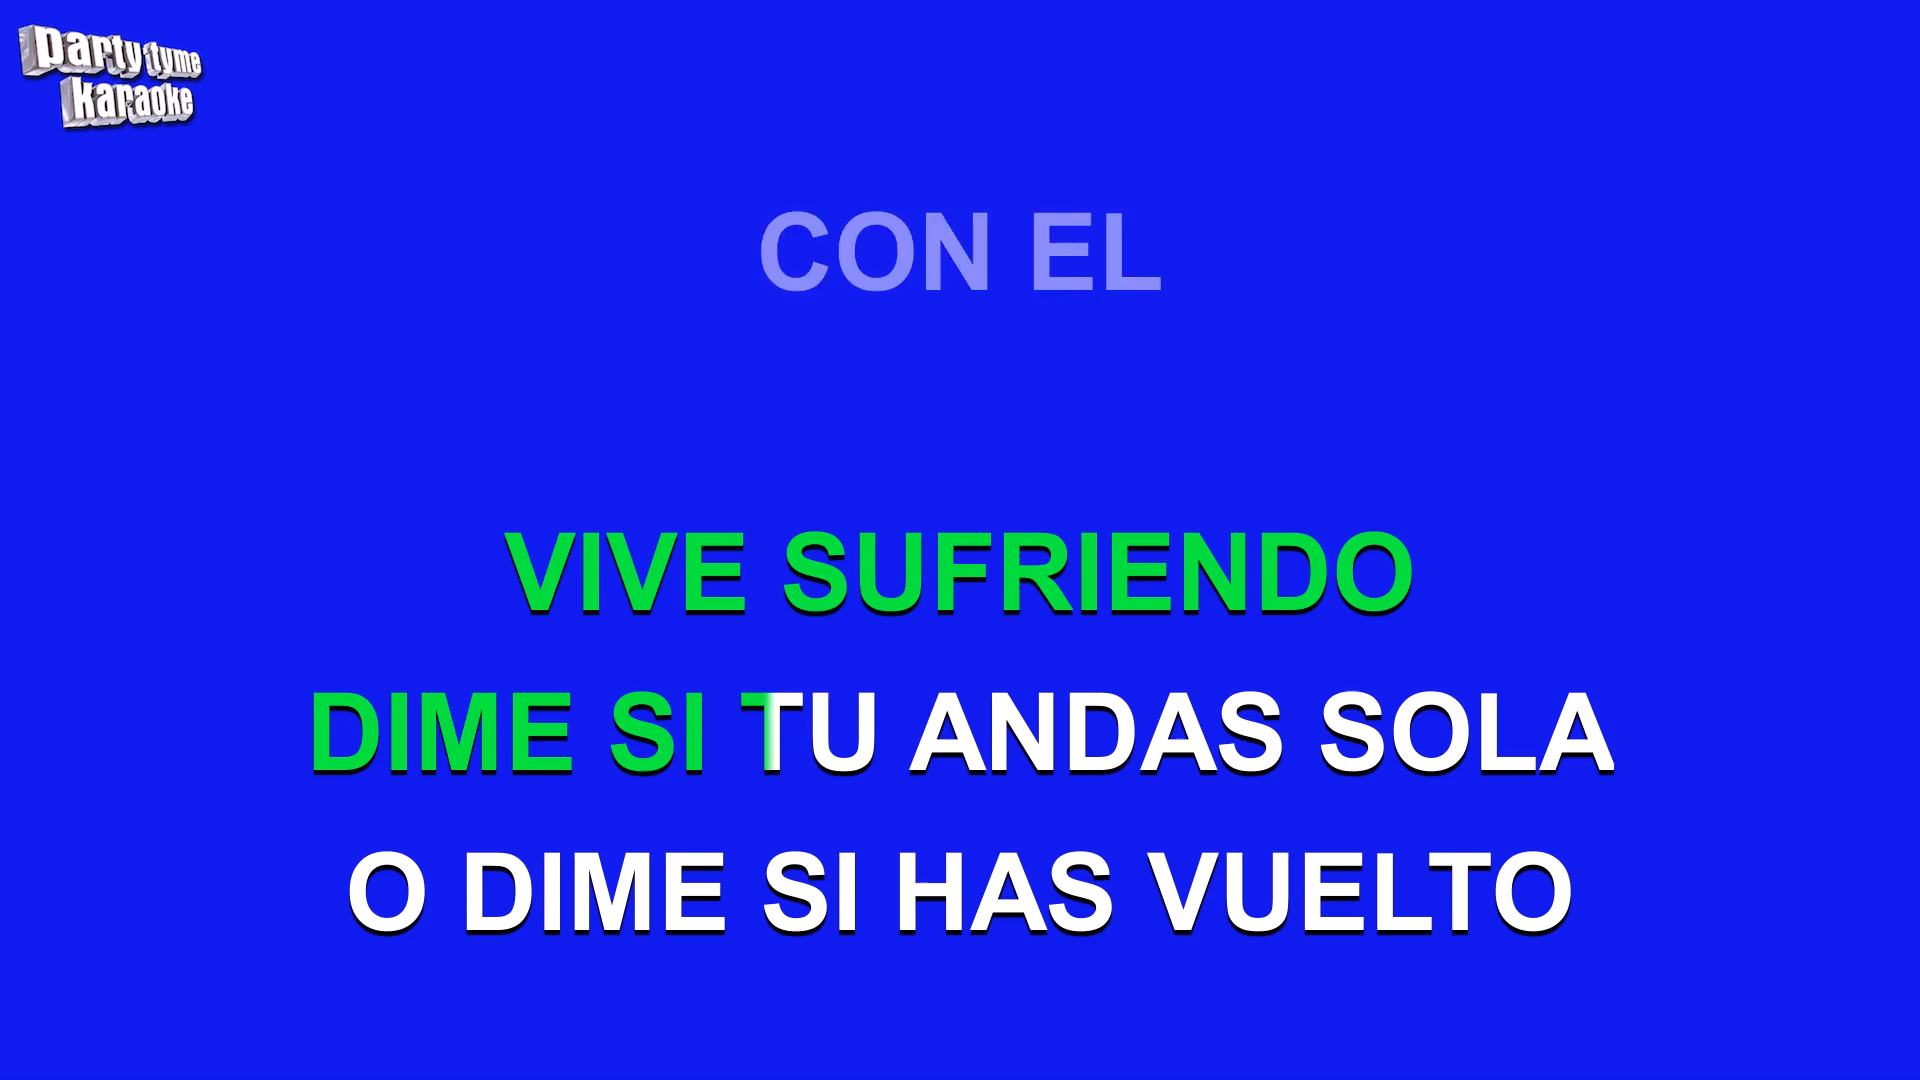 party tyme
karaoke
CON EL
VIVE SUFRIENDO
DIME SI TU ANDAS SOLA
O DIME SI HAS VUELTO